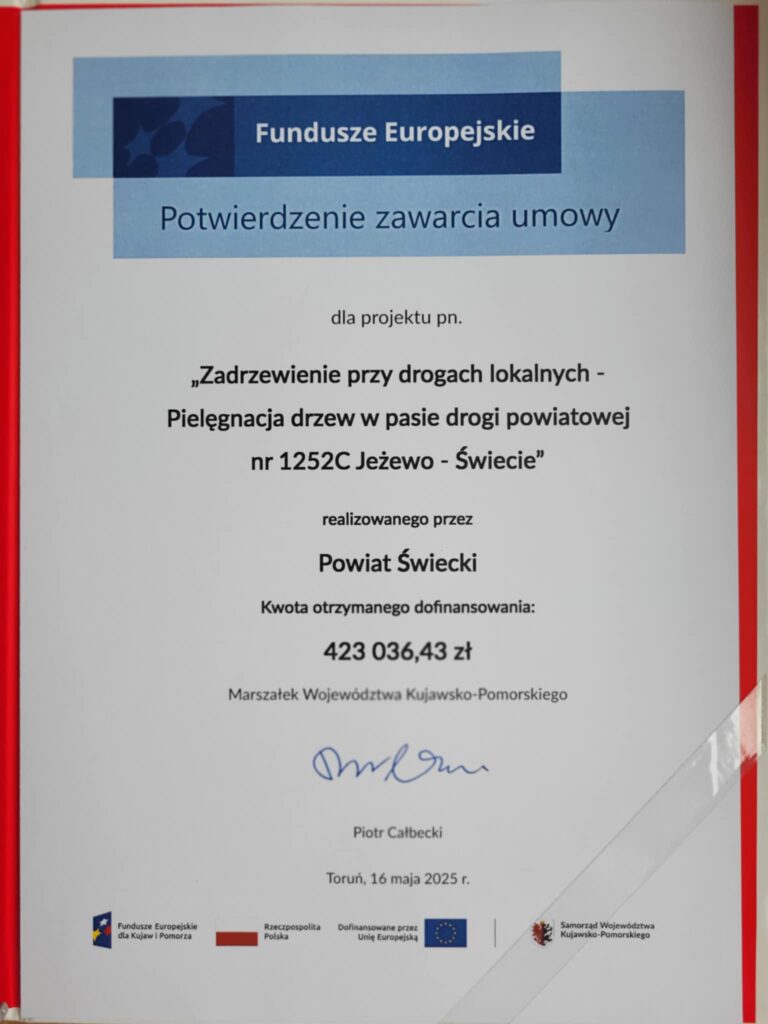 Fundusze Europejskie
Potwierdzenie zawarcia umowy
dla projektu pn.
„Zadrzewienie przy drogach lokalnych -
Pielęgnacja drzew w pasie drogi powiatowej
nr 1252C Jeżewo - Świecie”
realizowanego przez
Powiat Świecki
Kwota otrzymanego dofinansowania:
423 036,43 zł
Marszałek Województwa Kujawsko-Pomorskiego
Piotr Całbecki
Toruń, 16 maja 2025 r.
Fundusze Europejskie
dla Kujaw i Pomorza
Rzeczpospolita
Polska
Dofinansowane przez
Unię Europejską
Samorząd Województwa
Kujawsko-Pomorskiego